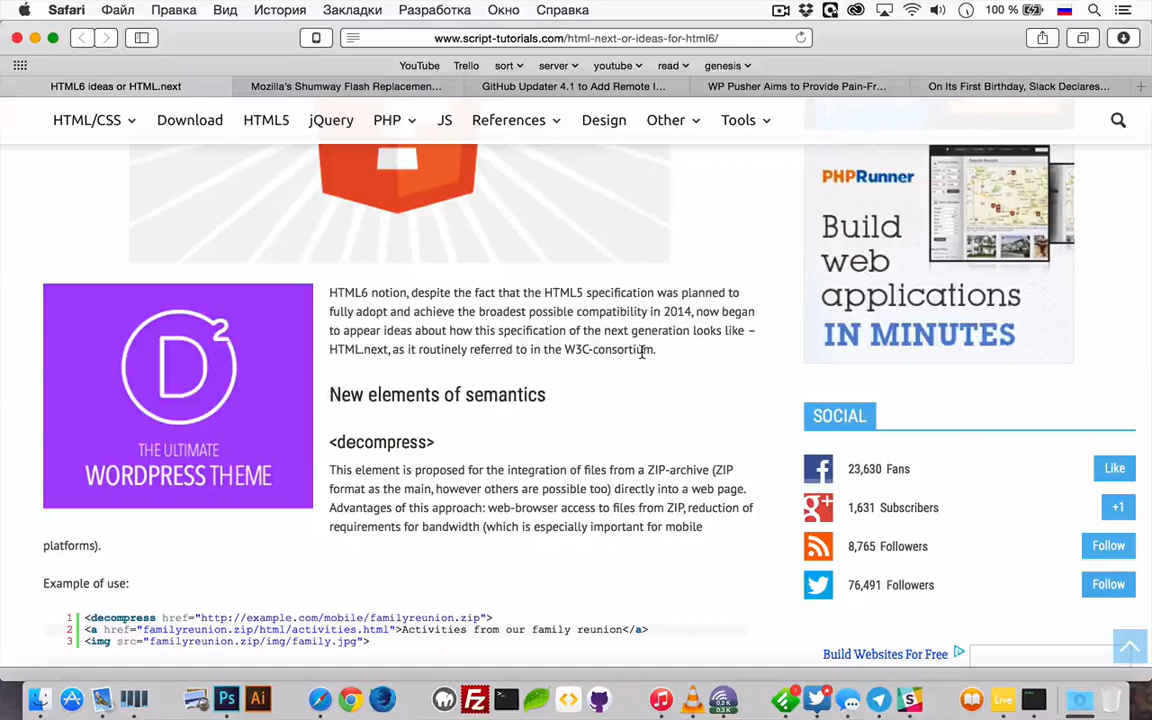 Safari Файл Правка Вид История Закладки Разработка Окно Справка 100 %
www.script-tutorials.com/html-next-or-ideas-for-html6/
YouTube Trello sort server youtube read genesis
HTML6 ideas or HTML.next Mozilla's Shumway Flash Replacemen... GitHub Updater 4.1 to Add Remote I... WP Pusher Aims to Provide Pain-Fr... On Its First Birthday, Slack Declares...
HTML/CSS Download HTML5 jQuery PHP JS References Design Other Tools
PHPRunner
Build
web
applications
IN MINUTES
HTML6 notion, despite the fact that the HTML5 specification was planned to
fully adopt and achieve the broadest possible compatibility in 2014, now began
to appear ideas about how this specification of the next generation looks like –
HTML.next, as it routinely referred to in the W3C-consortium.
D 2
THE ULTIMATE
WORDPRESS THEME
New elements of semantics
<decompress>
This element is proposed for the integration of files from a ZIP-archive (ZIP
format as the main, however others are possible too) directly into a web page.
Advantages of this approach: web-browser access to files from ZIP, reduction of
requirements for bandwidth (which is especially important for mobile
platforms).
Example of use:
1 <decompress href="http://example.com/mobile/familyreunion.zip">
2 <a href="familyreunion.zip/html/activities.html">Activities from our family reunion</a>
3 <img src="familyreunion.zip/img/family.jpg">
SOCIAL
23,630 Fans Like
1,631 Subscribers +1
8,765 Followers Follow
76,491 Followers Follow
Build Websites For Free
Ps Ai Fz Live